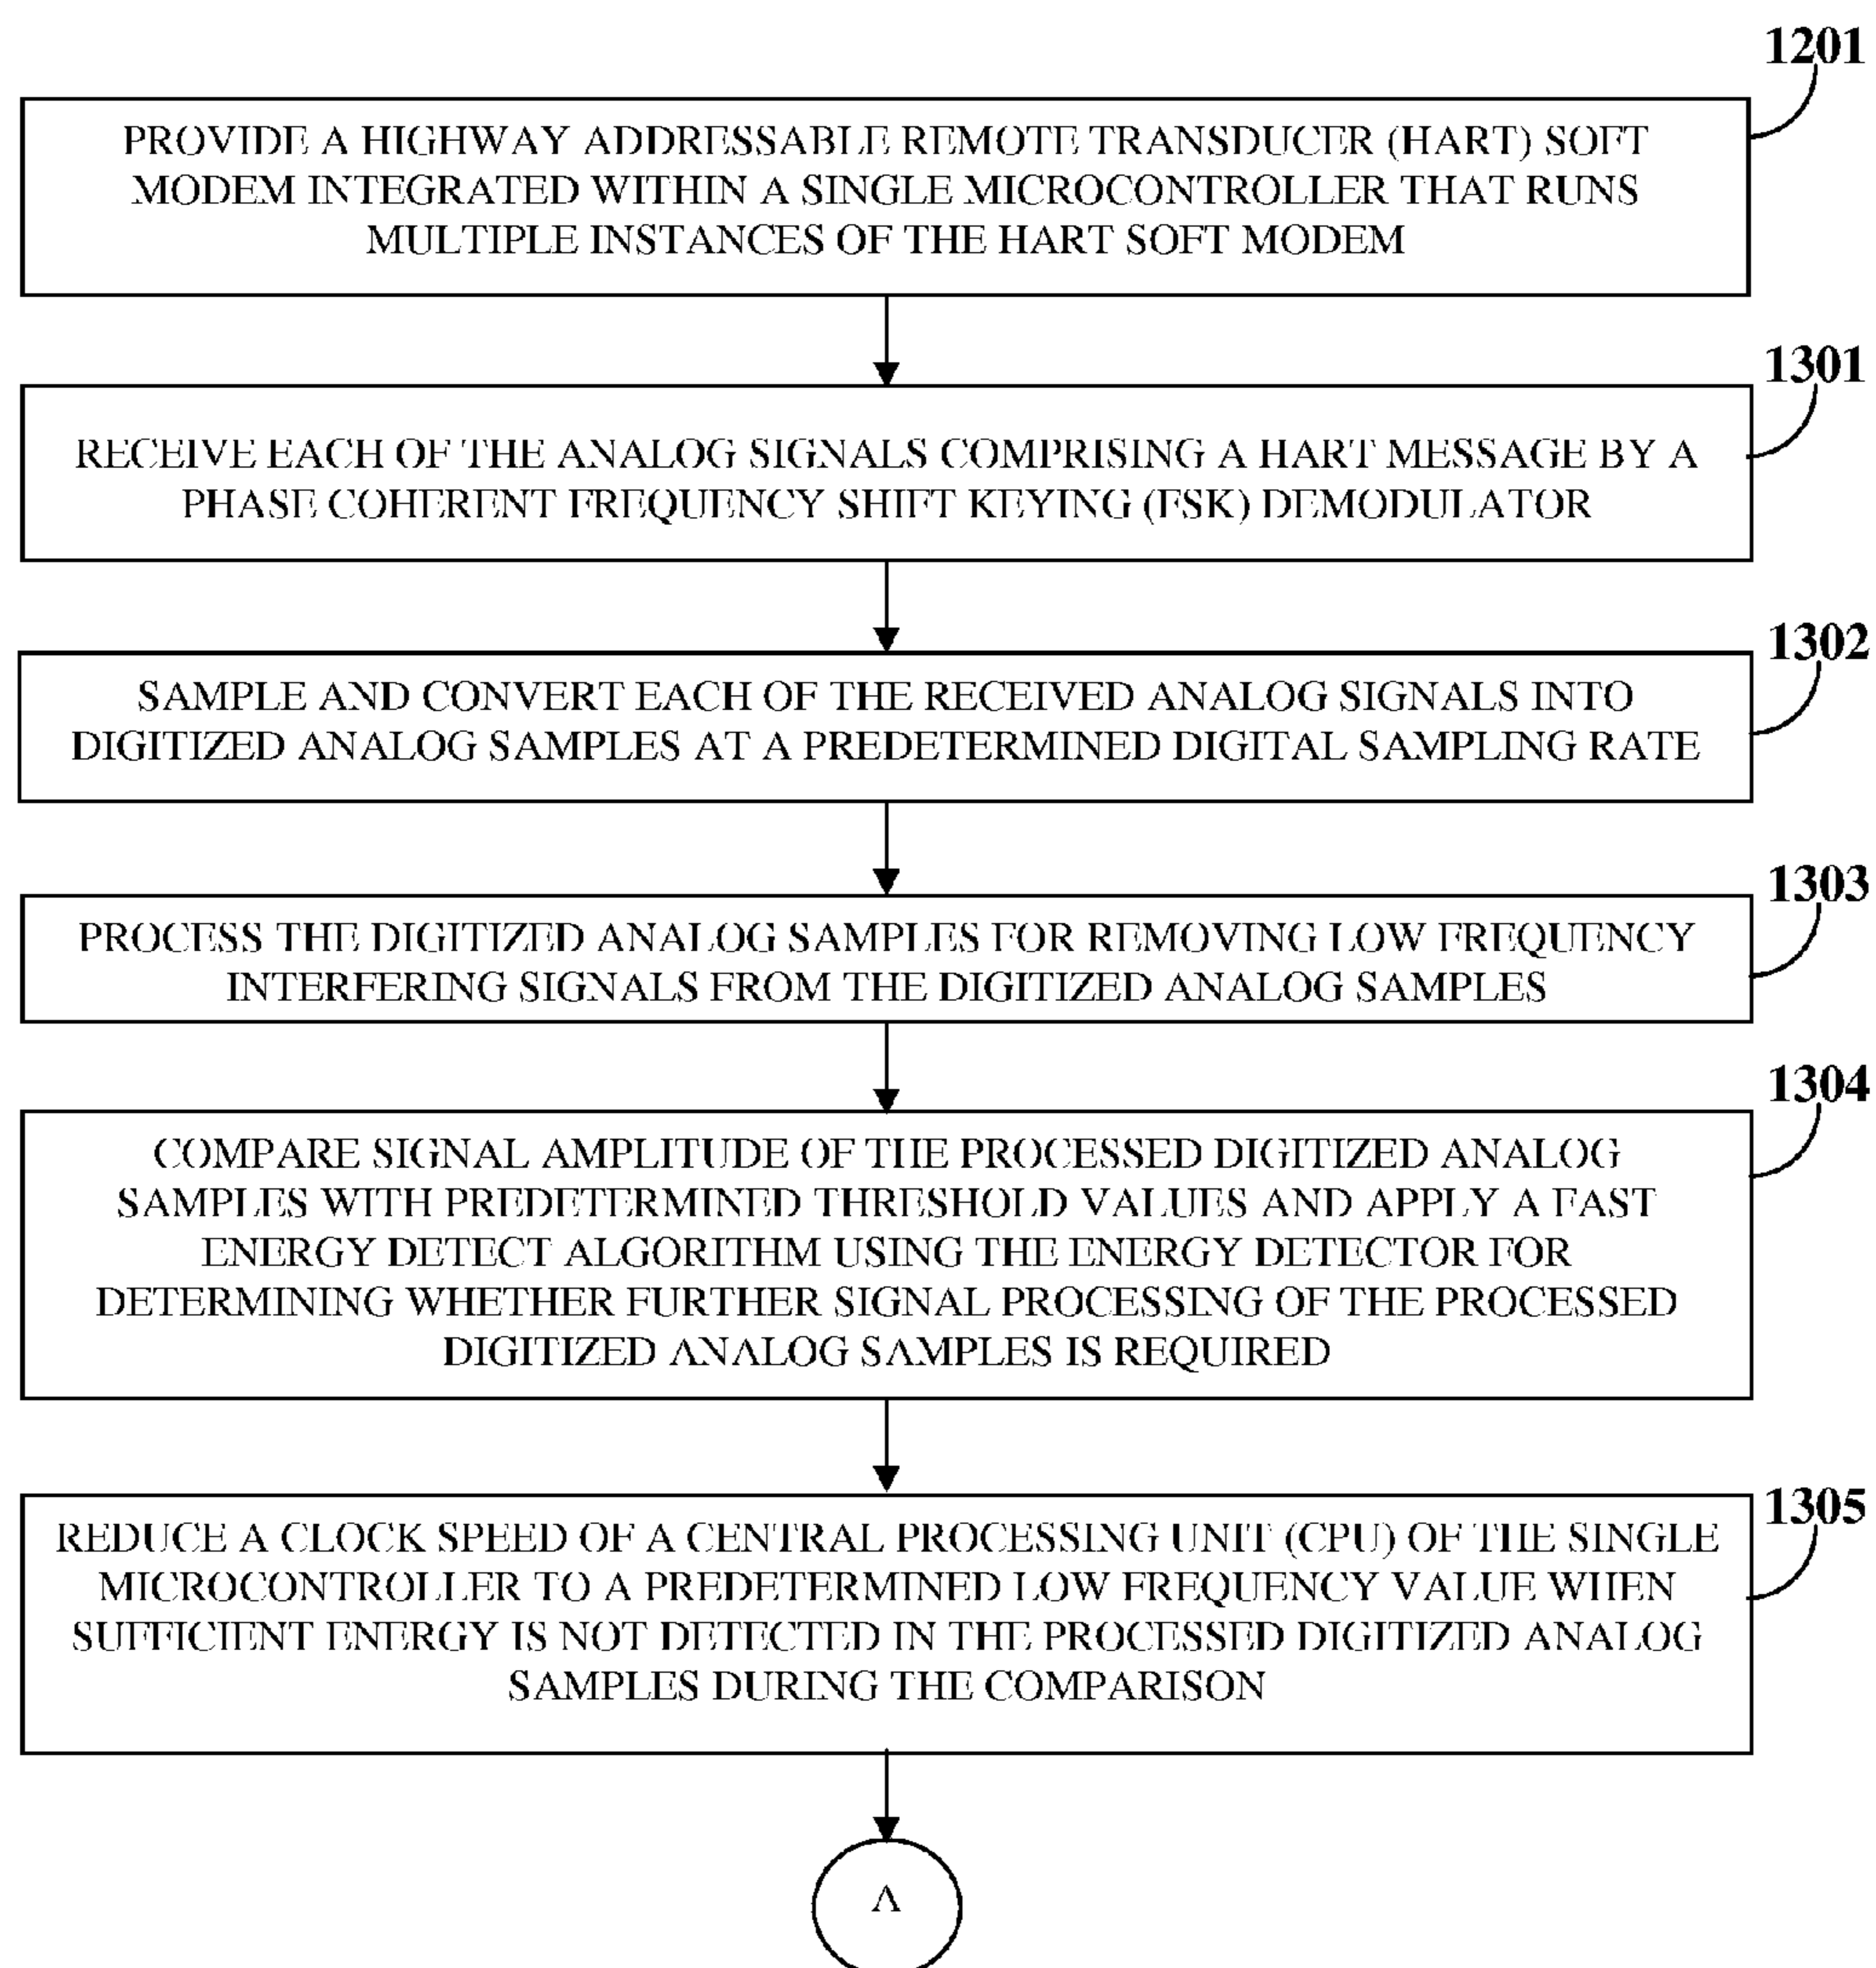 1201
PROVIDE A HIGHWAY ADDRESSABLE REMOTE TRANSDUCER (HART) SOFT
MODEM INTEGRATED WITHIN A SINGLE MICROCONTROLLER THAT RUNS
MULTIPLE INSTANCES OF THE HART SOFT MODEM
1301
RECEIVE EACH OF THE ANALOG SIGNALS COMPRISING A HART MESSAGE BY A
PHASE COHERENT FREQUENCY SHIFT KEYING (FSK) DEMODULATOR
1302
SAMPLE AND CONVERT EACH OF THE RECEIVED ANALOG SIGNALS INTO
DIGITIZED ANALOG SAMPLES AT A PREDETERMINED DIGITAL SAMPLING RATE
1303
PROCESS THE DIGITIZED ANALOG SAMPLES FOR REMOVING LOW FREQUENCY
INTERFERING SIGNALS FROM THE DIGITIZED ANALOG SAMPLES
1304
COMPARE SIGNAL AMPLITUDE OF THE PROCESSED DIGITIZED ANALOG
SAMPLES WITH PREDETERMINED THRESHOLD VALUES AND APPLY A FAST
ENERGY DETECT ALGORITHM USING THE ENERGY DETECTOR FOR
DETERMINING WHETHER FURTHER SIGNAL PROCESSING OF THE PROCESSED
DIGITIZED ANALOG SAMPLES IS REQUIRED
1305
REDUCE A CLOCK SPEED OF A CENTRAL PROCESSING UNIT (CPU) OF THE SINGLE
MICROCONTROLLER TO A PREDETERMINED LOW FREQUENCY VALUE WHEN
SUFFICIENT ENERGY IS NOT DETECTED IN THE PROCESSED DIGITIZED ANALOG
SAMPLES DURING THE COMPARISON
A